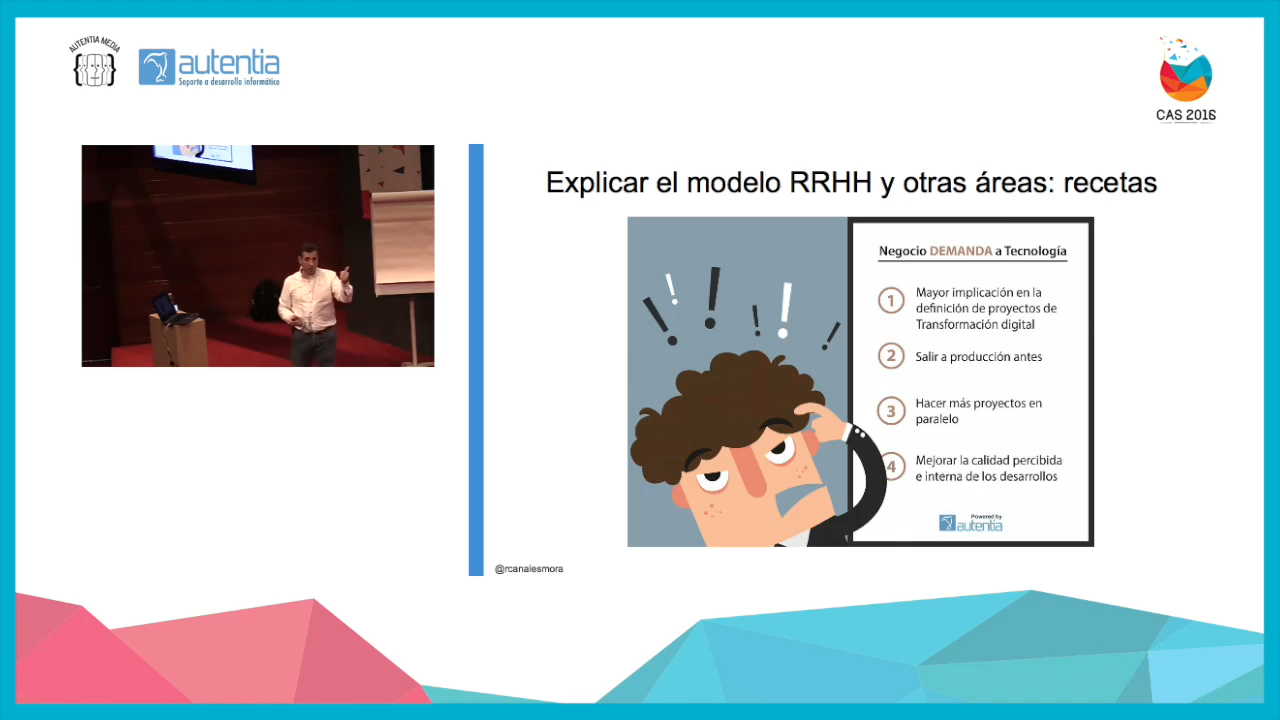 AUTENTIA MEDIA
autentia
Soporte a desarrollo informático
CAS 2016
Explicar el modelo RRHH y otras áreas: recetas
Negocio DEMANDA a Tecnología
1 Mayor implicación en la
definición de proyectos de
Transformación digital
2 Salir a producción antes
3 Hacer más proyectos en
paralelo
4 Mejorar la calidad percibida
e interna de los desarrollos
Powered by
autentia
@rcanalesmora